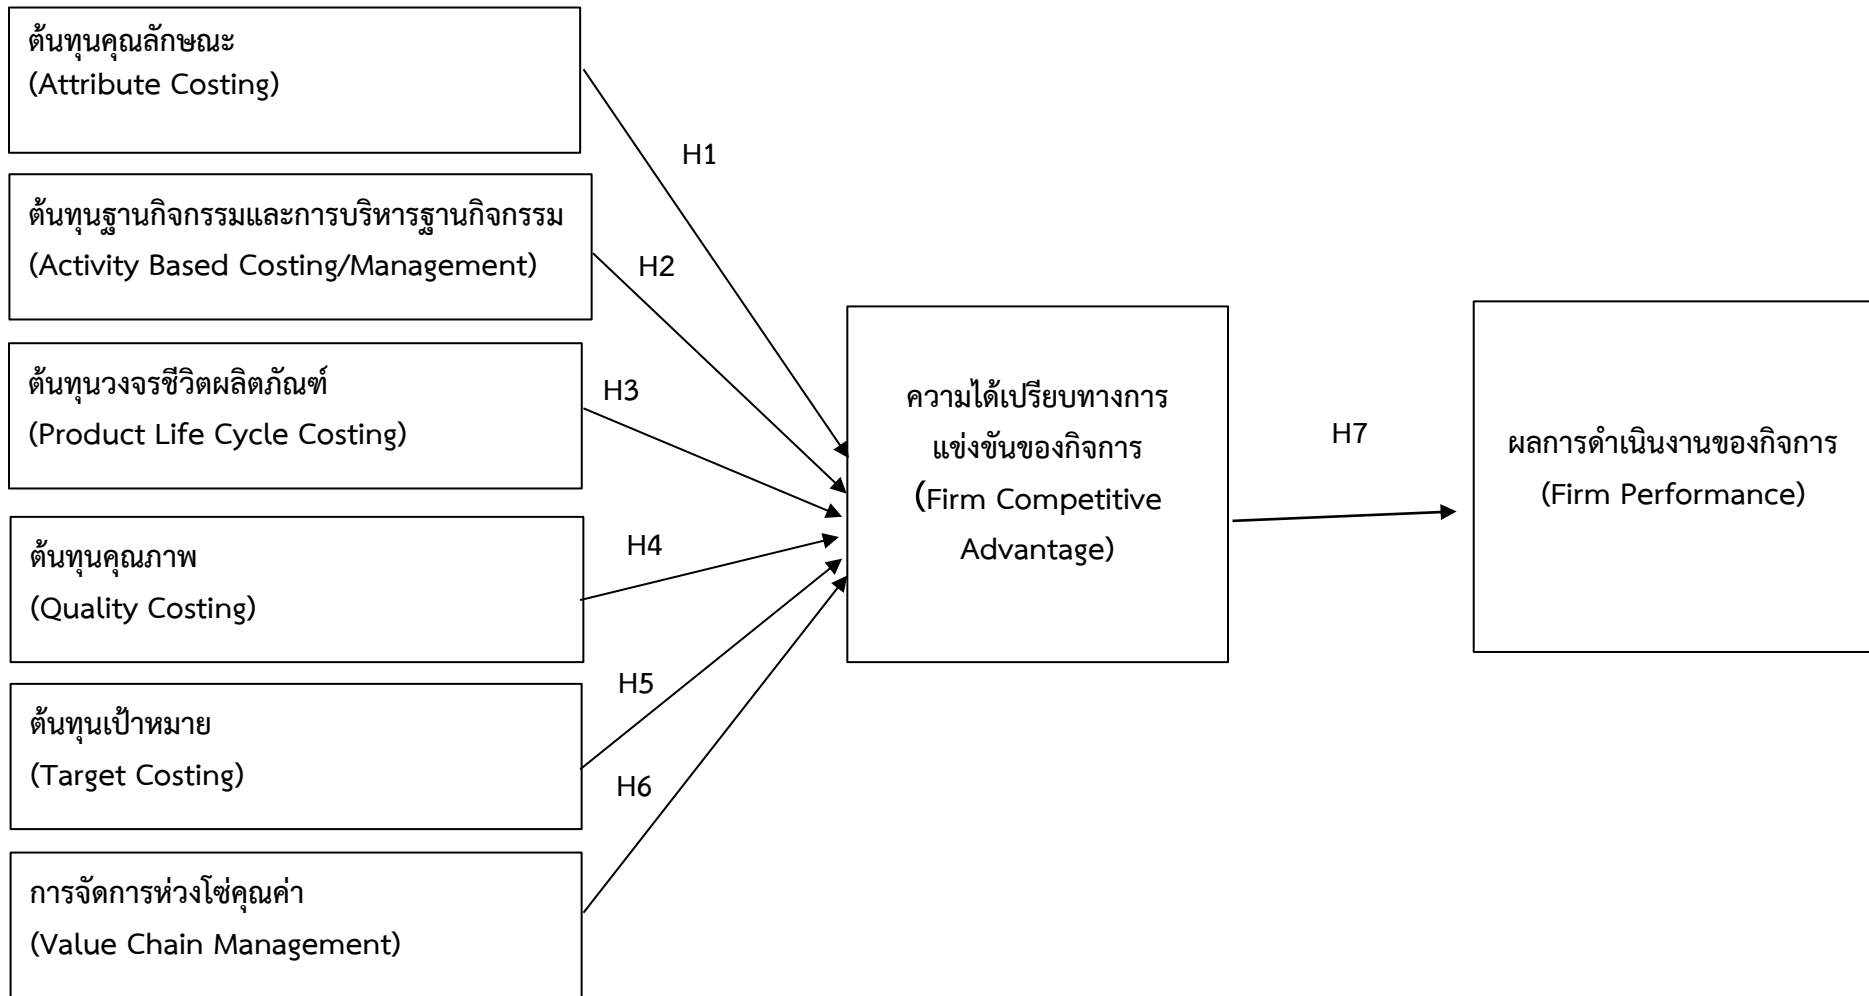 ต้นทุนคุณลักษณะ
(Attribute Costing)
H1
ต้นทุนฐานกิจกรรมและการบริหารฐานกิจกรรม
(Activity Based Costing/Management)
H2
ต้นทุนวงจรชีวิตผลิตภัณฑ์
(Product Life Cycle Costing)
H3
ต้นทุนคุณภาพ
(Quality Costing)
H4
ต้นทุนเป้าหมาย
(Target Costing)
H5
การจัดการห่วงโซ่คุณค่า
(Value Chain Management)
H6
ความได้เปรียบทางการ
แข่งขันของกิจการ
(Firm Competitive
Advantage)
H7
ผลการดำเนินงานของกิจการ
(Firm Performance)